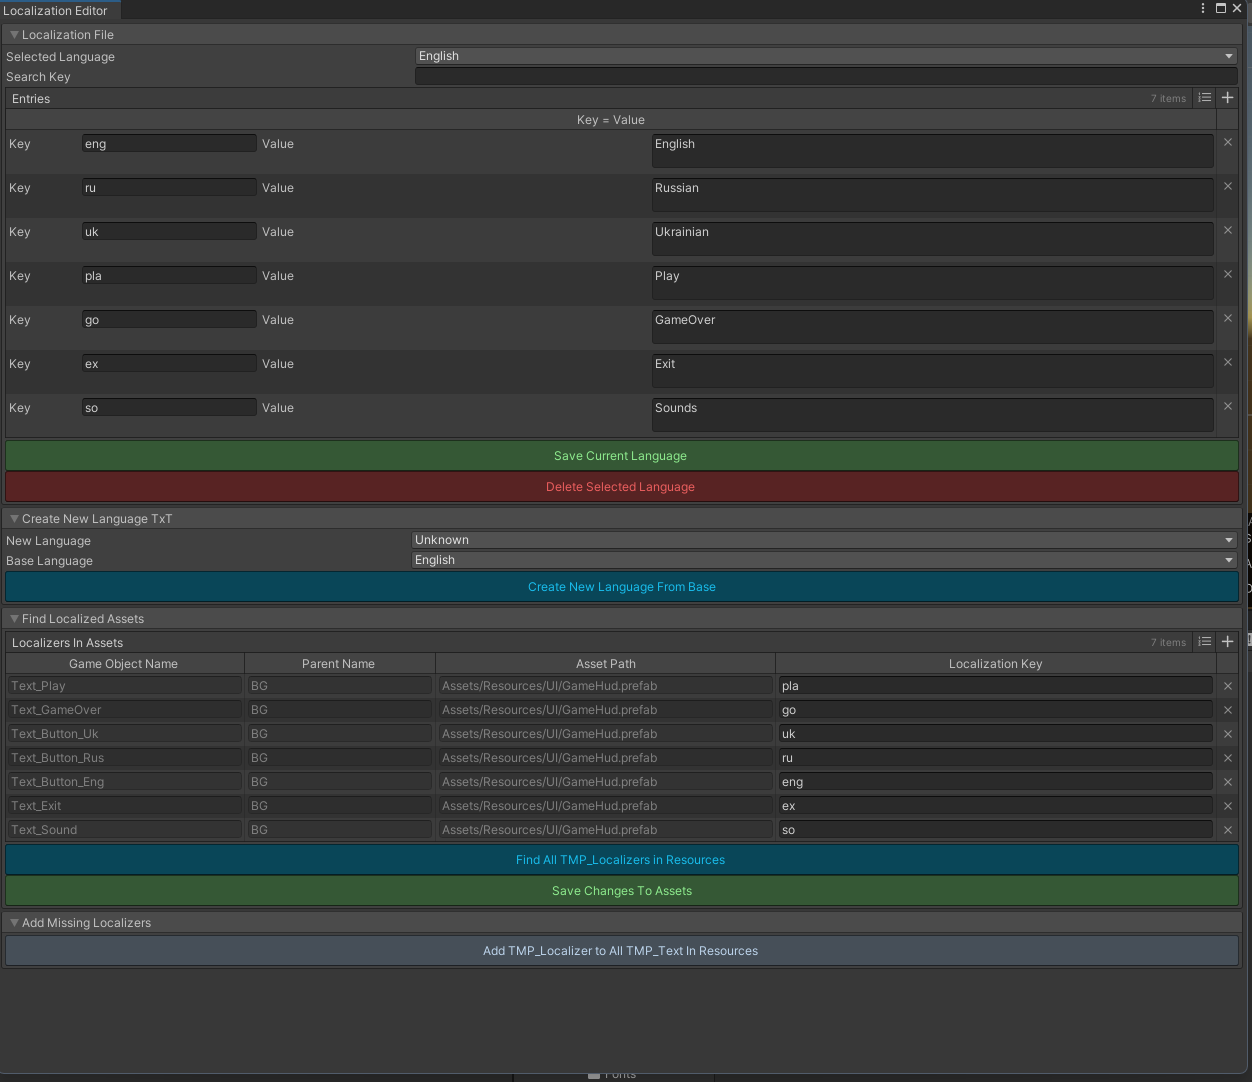 Localization Editor
Localization File
Selected Language English
Search Key
Entries 7 items
Key = Value
Key eng Value English
Key ru Value Russian
Key uk Value Ukrainian
Key pla Value Play
Key go Value GameOver
Key ex Value Exit
Key so Value Sounds
Save Current Language
Delete Selected Language
Create New Language TxT
New Language Unknown
Base Language English
Create New Language From Base
Find Localized Assets
Localizers In Assets 7 items
Game Object Name Parent Name Asset Path Localization Key
Text_Play BG Assets/Resources/UI/GameHud.prefab pla
Text_GameOver BG Assets/Resources/UI/GameHud.prefab go
Text_Button_Uk BG Assets/Resources/UI/GameHud.prefab uk
Text_Button_Rus BG Assets/Resources/UI/GameHud.prefab ru
Text_Button_Eng BG Assets/Resources/UI/GameHud.prefab eng
Text_Exit BG Assets/Resources/UI/GameHud.prefab ex
Text_Sound BG Assets/Resources/UI/GameHud.prefab so
Find All TMP_Localizers in Resources
Save Changes To Assets
Add Missing Localizers
Add TMP_Localizer to All TMP_Text In Resources
Fonts